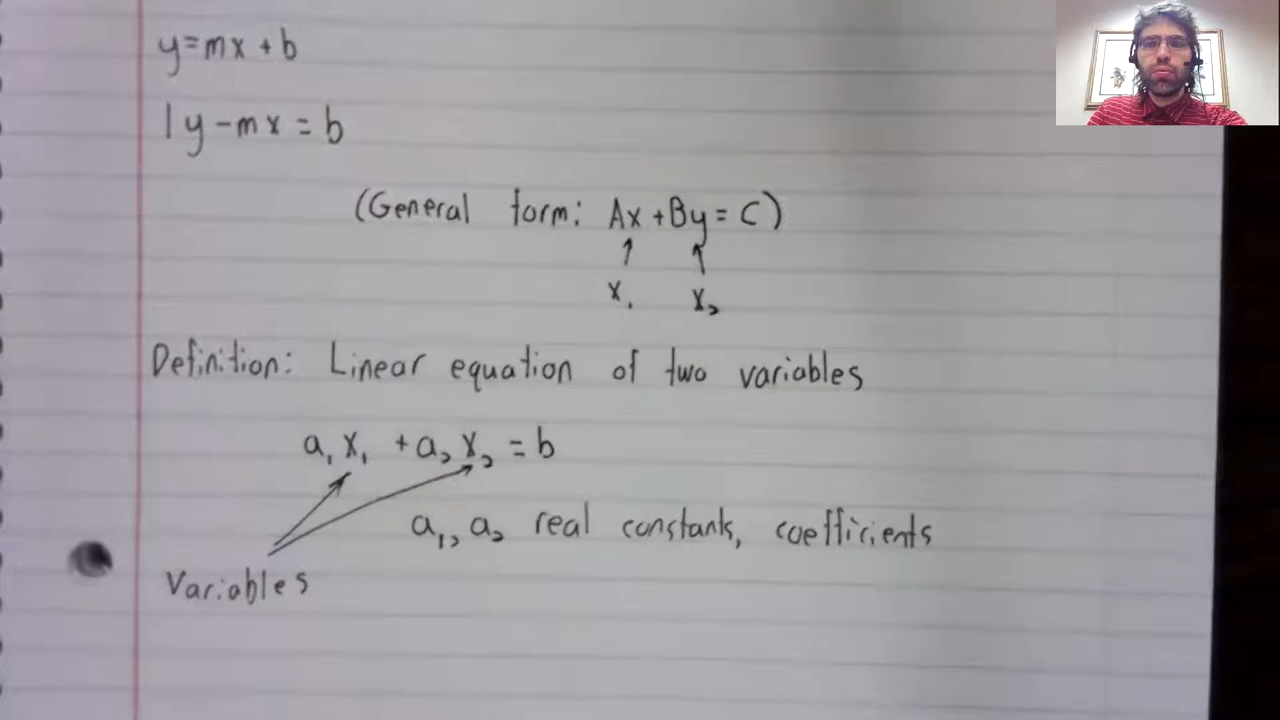 y=mx+b
1y-mx=b
(General form: Ax+By=C)
↑ ↑
x₁ x₂
Definition: Linear equation of two variables
a₁x₁+a₂x₂=b
a₁, a₂ real constants, coefficients
Variables